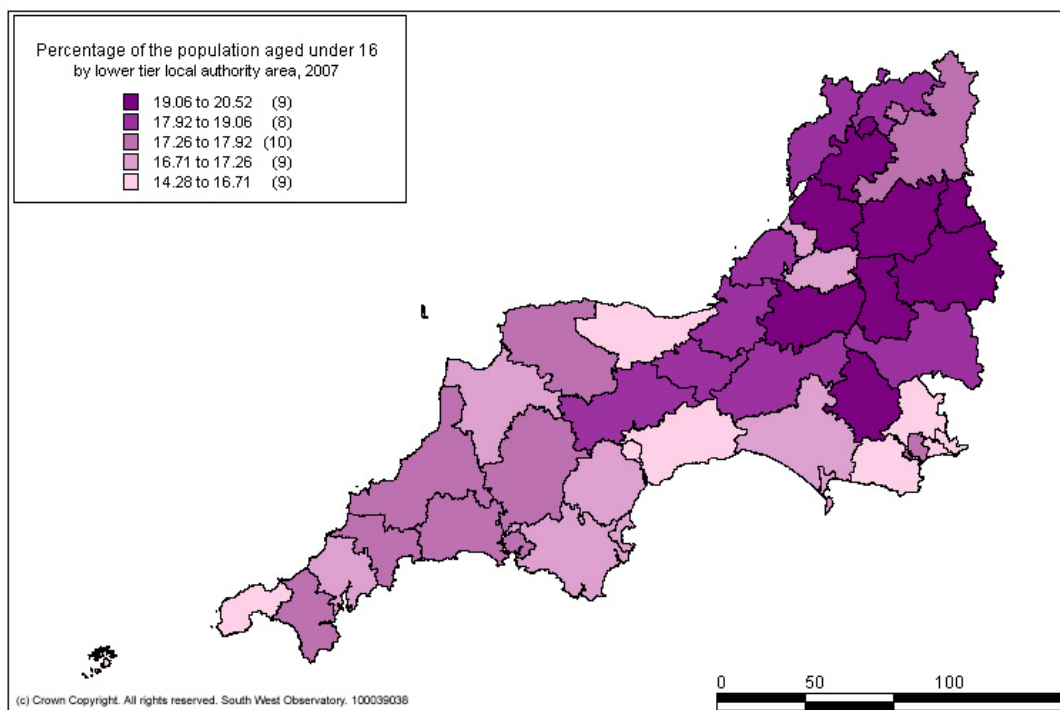 Percentage of the population aged under 16
by lower tier local authority area, 2007
19.06 to 20.52 (9)
17.92 to 19.06 (8)
17.26 to 17.92 (10)
16.71 to 17.26 (9)
14.28 to 16.71 (9)
0 50 100
(c) Crown Copyright. All rights reserved. South West Observatory. 100039038